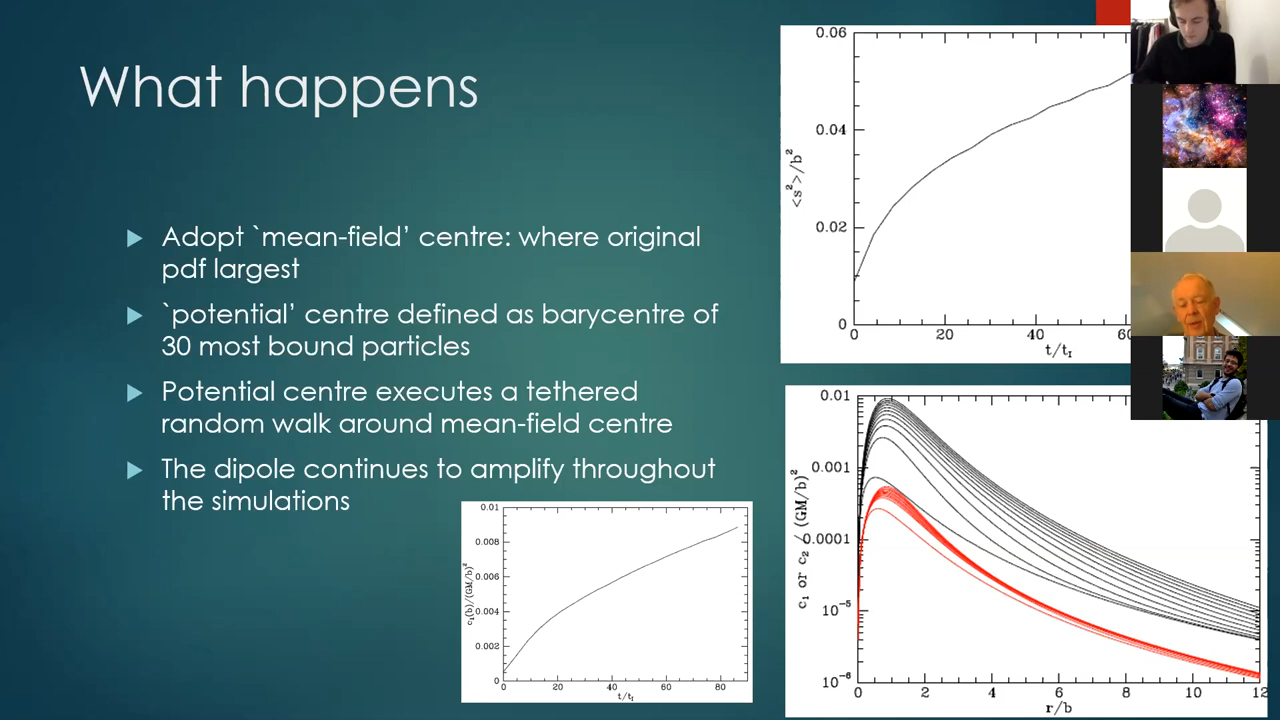 What happens
Adopt `mean-field’ centre: where original
pdf largest
`potential’ centre defined as barycentre of
30 most bound particles
Potential centre executes a tethered
random walk around mean-field centre
The dipole continues to amplify throughout
the simulations
0.06
0.04
0.02
0
<s²>/b²
0 20 40 60
t/t_I
0.01
0.008
0.006
0.004
0.002
0
c₁(b)/(GM/b)²
0 20 40 60 80
t/t_I
0.01
0.001
0.0001
10⁻⁵
10⁻⁶
c₁ or c₂ / (GM/b)²
0 2 4 6 8 10 12
r/b